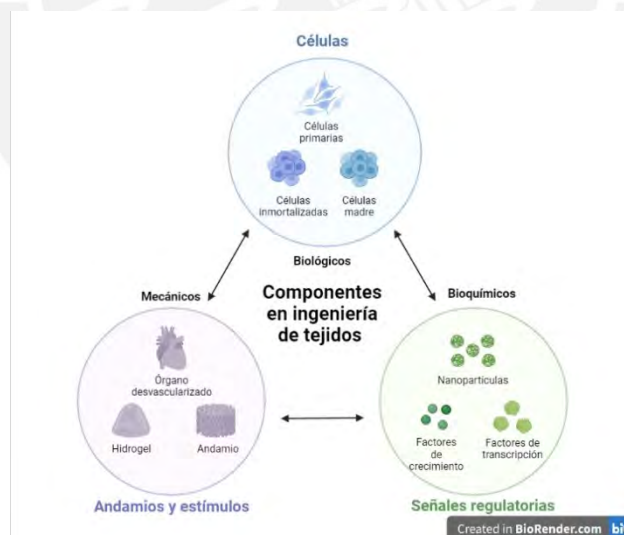 Células
Células
primarias
Células
inmortalizadas
Células
madre
Biológicos
Mecánicos
Componentes
en ingeniería
de tejidos
Bioquímicos
Órgano
desvascularizado
Hidrogel
Andamio
Nanopartículas
Factores
de
crecimiento
Factores de
transcripción
Andamios y estímulos
Señales regulatorias
Created in BioRender.com